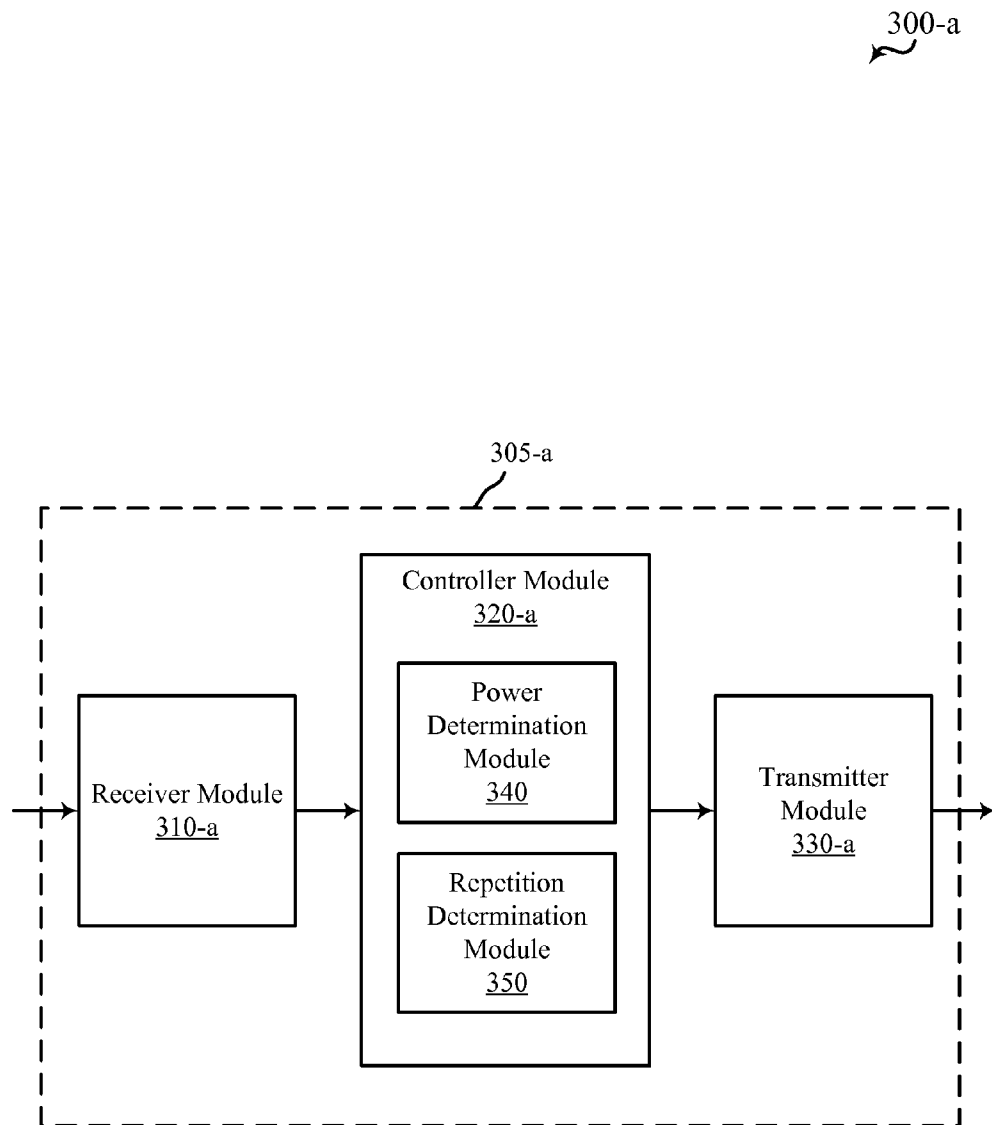 300-a
305-a
Controller Module
320-a
Power
Determination
Module
340
Receiver Module
310-a
Transmitter
Module
330-a
Repetition
Determination
Module
350